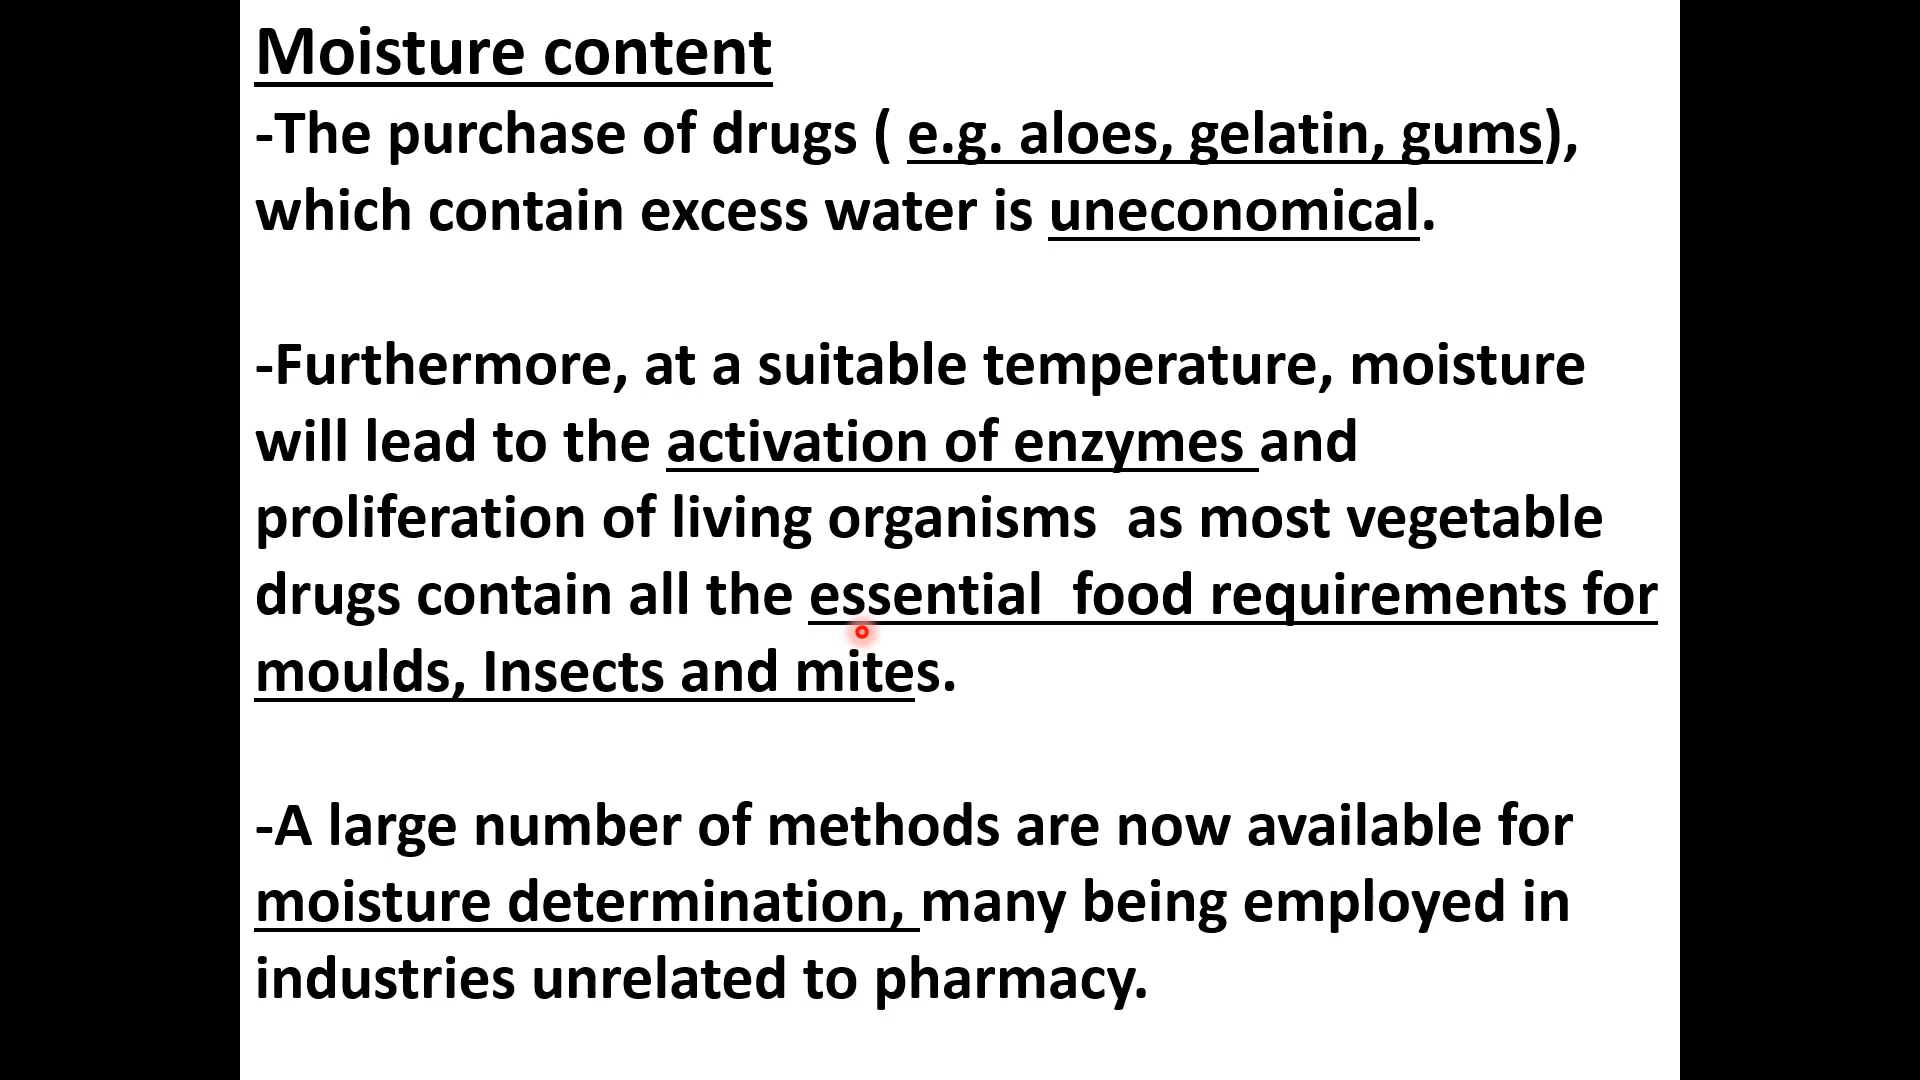 Moisture content
-The purchase of drugs ( e.g. aloes, gelatin, gums),
which contain excess water is uneconomical.
-Furthermore, at a suitable temperature, moisture
will lead to the activation of enzymes and
proliferation of living organisms  as most vegetable
drugs contain all the essential  food requirements for
moulds, Insects and mites.
-A large number of methods are now available for
moisture determination, many being employed in
industries unrelated to pharmacy.